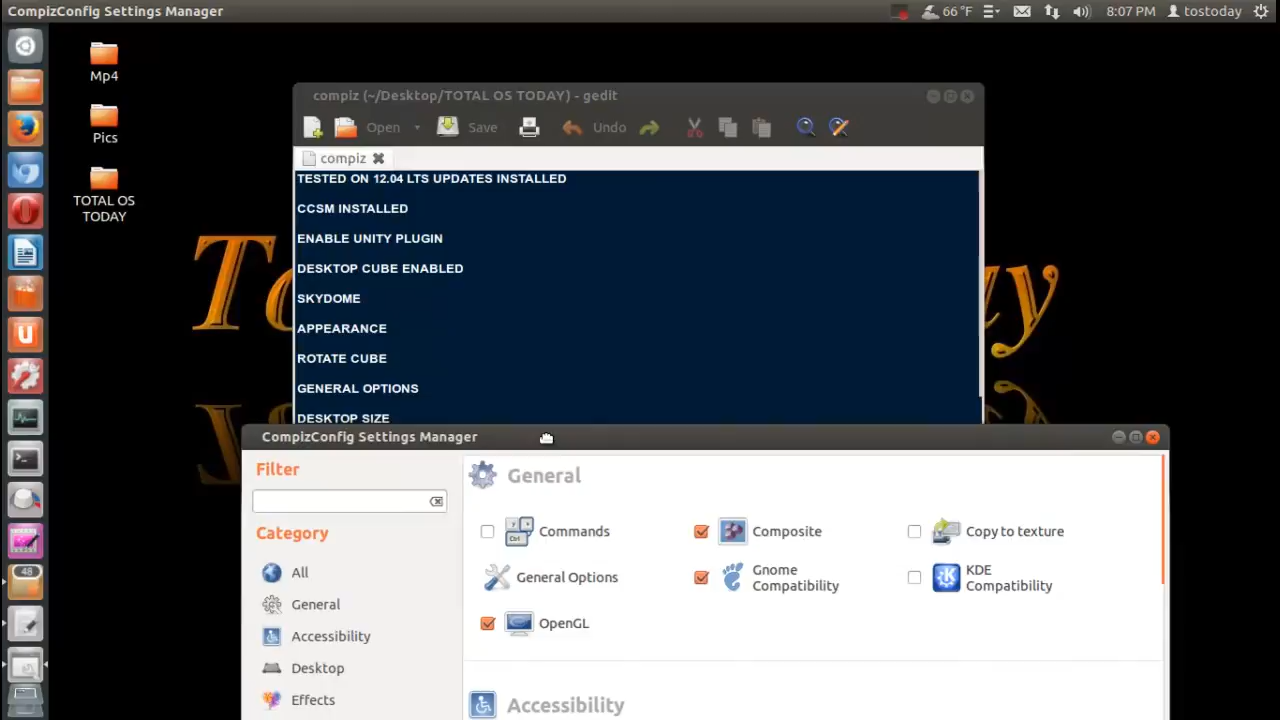 CompizConfig Settings Manager
66 °F
8:07 PM
tostoday
Mp4
Pics
TOTAL OS
TODAY
compiz (~/Desktop/TOTAL OS TODAY) - gedit
Open
Save
Undo
compiz
TESTED ON 12.04 LTS UPDATES INSTALLED
CCSM INSTALLED
ENABLE UNITY PLUGIN
DESKTOP CUBE ENABLED
SKYDOME
APPEARANCE
ROTATE CUBE
GENERAL OPTIONS
DESKTOP SIZE
To
ay
48
CompizConfig Settings Manager
Filter
Category
All
General
Accessibility
Desktop
Effects
General
Commands
Composite
Copy to texture
General Options
Gnome
Compatibility
KDE
Compatibility
OpenGL
Accessibility